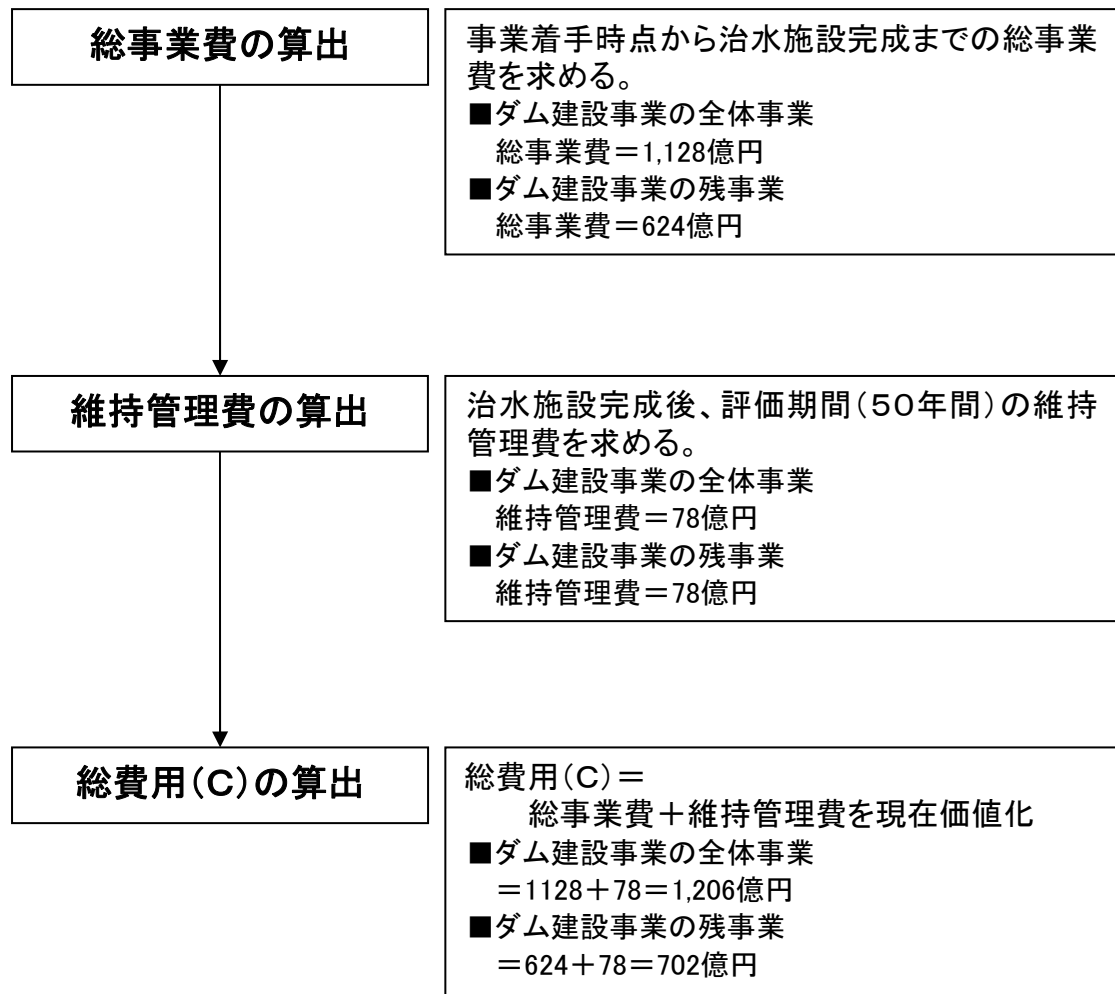 総事業費の算出
事業着手時点から治水施設完成までの総事業
費を求める。
■ダム建設事業の全体事業
総事業費＝1,128億円
■ダム建設事業の残事業
総事業費＝624億円
維持管理費の算出
治水施設完成後、評価期間(50年間)の維持
管理費を求める。
■ダム建設事業の全体事業
維持管理費＝78億円
■ダム建設事業の残事業
維持管理費＝78億円
総費用(C)の算出
総費用(C)＝
総事業費＋維持管理費を現在価値化
■ダム建設事業の全体事業
＝1128＋78＝1,206億円
■ダム建設事業の残事業
＝624＋78＝702億円